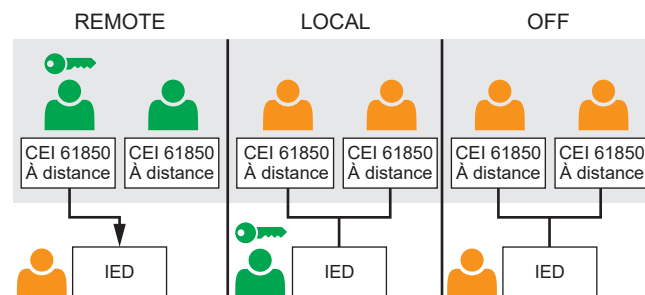 REMOTE
LOCAL
OFF
CEI 61850
À distance
CEI 61850
À distance
CEI 61850
À distance
CEI 61850
À distance
CEI 61850
À distance
CEI 61850
À distance
IED
IED
IED